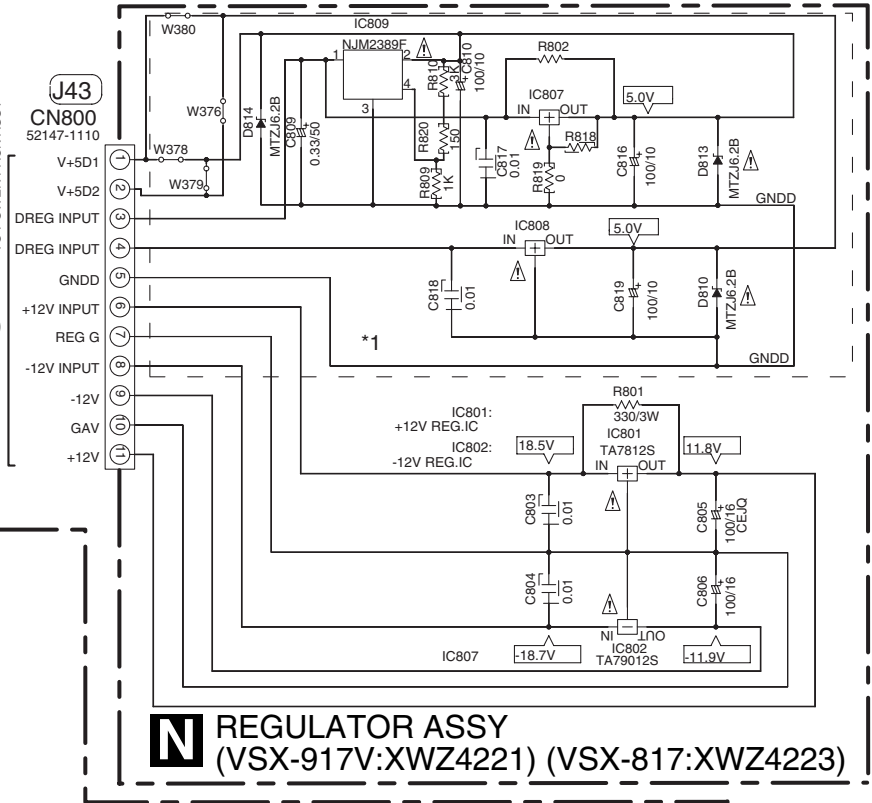 W380
IC809
NJM2389F
1
2
4
3
R810
3K
C810
100/10
R802
J43
CN800
52147-1110
W376
D814
MTZJ6.2B
C809
0.33/50
R820
150
R809
1K
C817
0.01
IC807
IN
OUT
R818
R819
0
5.0V
C816
100/10
D813
MTZJ6.2B
GNDD
W378
W379
V+5D1
1
V+5D2
2
DREG INPUT
3
DREG INPUT
4
GNDD
5
+12V INPUT
6
REG G
7
-12V INPUT
8
-12V
9
GAV
10
+12V
11
IC808
IN
OUT
5.0V
C818
0.01
C819
100/10
D810
MTZJ6.2B
*1
GNDD
R801
330/3W
IC801:
+12V REG.IC
IC802:
-12V REG.IC
IC801
TA7812S
18.5V
IN
OUT
11.8V
C803
0.01
C805
100/16
CEJQ
C804
0.01
C806
100/16
IC807
-18.7V
IN
OUT
IC802
TA79012S
-11.9V
N REGULATOR ASSY
(VSX-917V:XWZ4221) (VSX-817:XWZ4223)